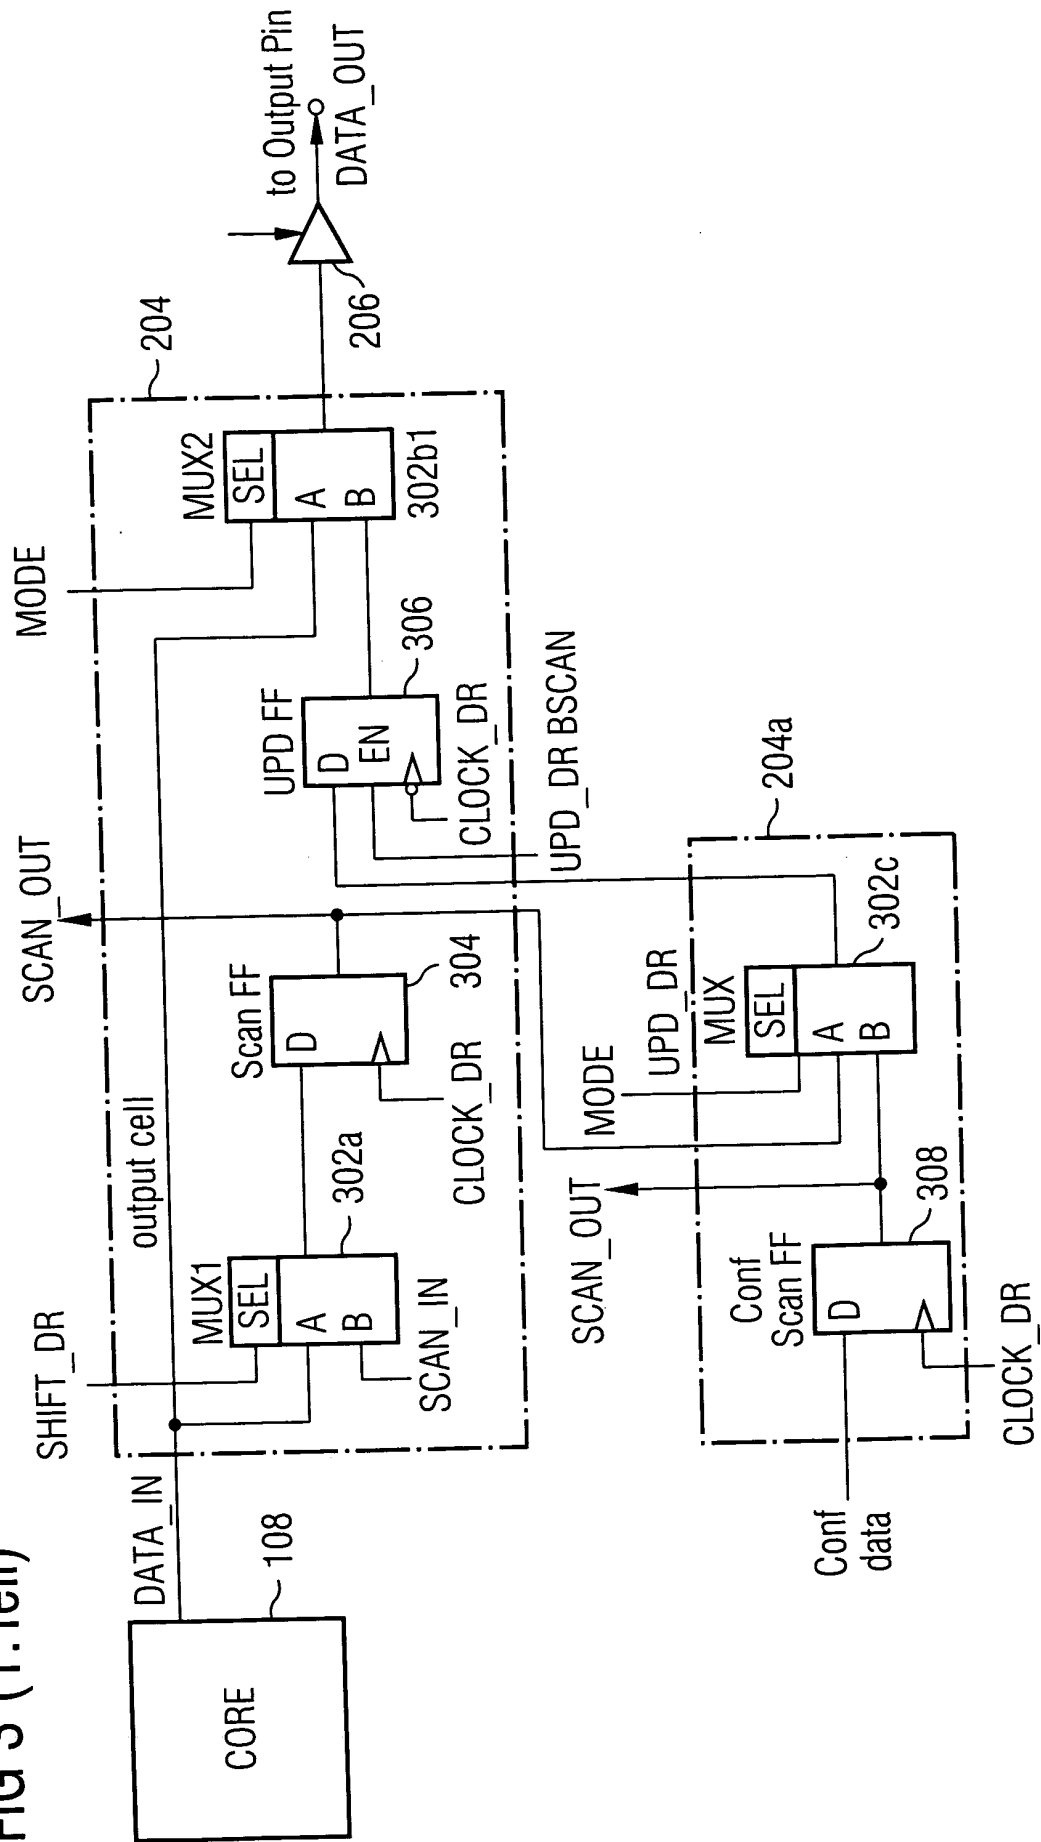 FIG 3 (1.Teil)
CORE
108
DATA_IN
SHIFT_DR
output cell
MUX1
SEL
A
B
302a
SCAN_IN
Scan FF
D
304
CLOCK_DR
SCAN_OUT
UPD FF
D
EN
306
CLOCK_DR
UPD_DR BSCAN
MODE
MUX2
SEL
A
B
302b1
204
206
to Output Pin
DATA_OUT
Conf
data
Conf
Scan FF
D
308
CLOCK_DR
SCAN_OUT
MODE
UPD_DR
MUX
SEL
A
B
302c
204a